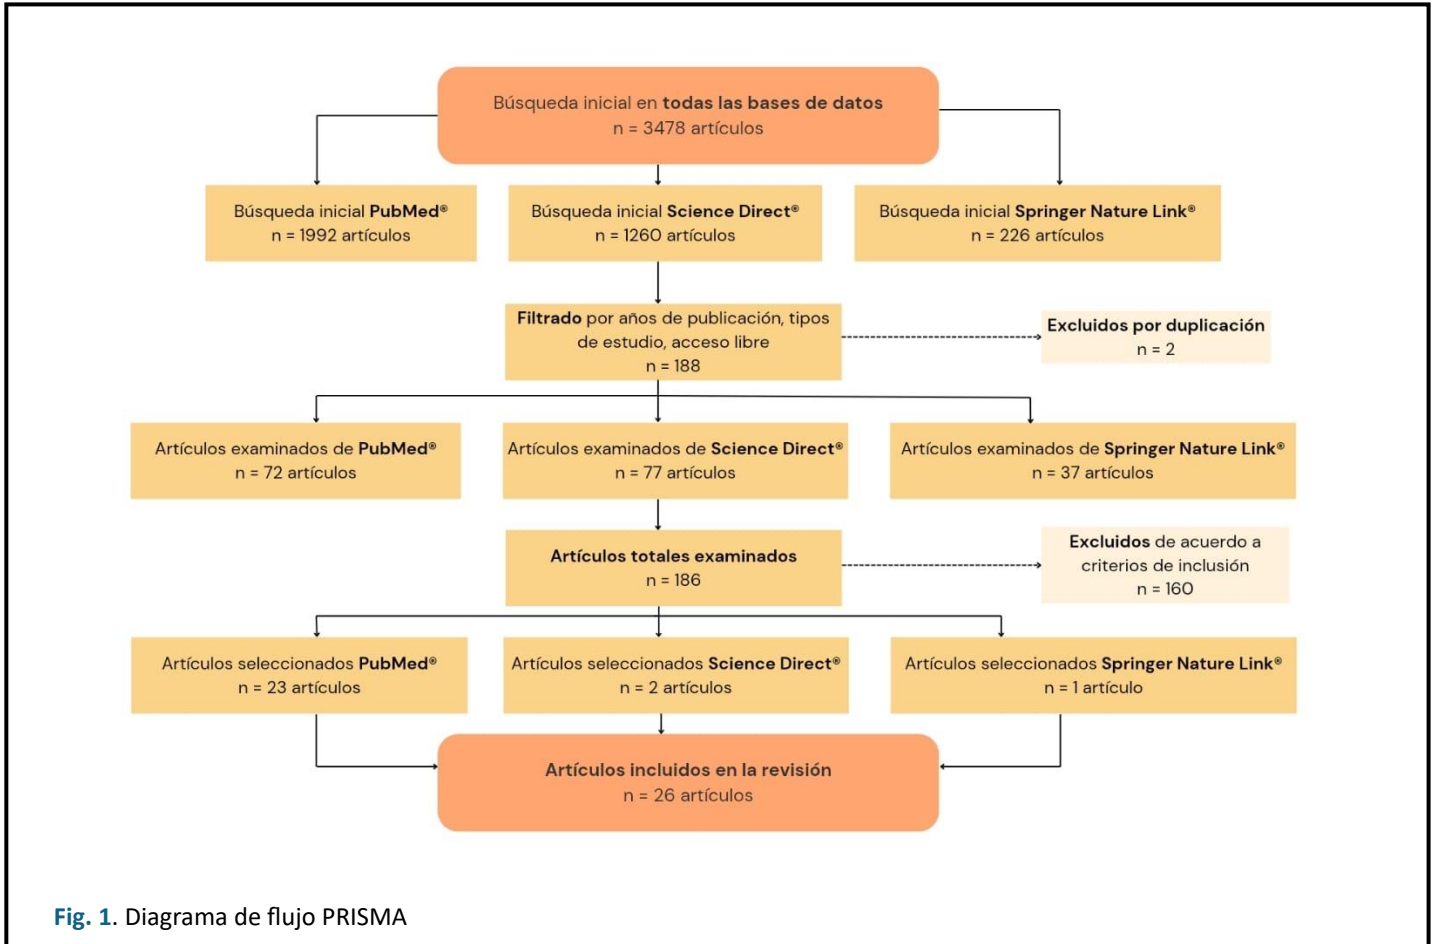 Búsqueda inicial en todas las bases de datos
n = 3478 artículos
Búsqueda inicial PubMed®
n = 1992 artículos
Búsqueda inicial Science Direct®
n = 1260 artículos
Búsqueda inicial Springer Nature Link®
n = 226 artículos
Filtrado por años de publicación, tipos
de estudio, acceso libre
n = 188
Excluidos por duplicación
n = 2
Artículos examinados de PubMed®
n = 72 artículos
Artículos examinados de Science Direct®
n = 77 artículos
Artículos examinados de Springer Nature Link®
n = 37 artículos
Artículos totales examinados
n = 186
Excluidos de acuerdo a
criterios de inclusión
n = 160
Artículos seleccionados PubMed®
n = 23 artículos
Artículos seleccionados Science Direct®
n = 2 artículos
Artículos seleccionados Springer Nature Link®
n = 1 artículo
Artículos incluidos en la revisión
n = 26 artículos
Fig. 1. Diagrama de flujo PRISMA